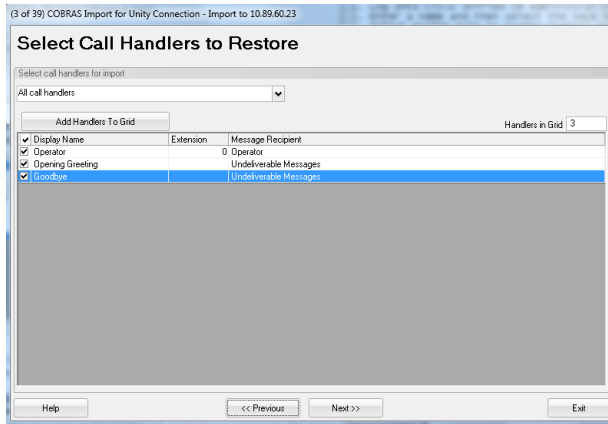 (3 of 39) COBRAS Import for Unity Connection - Import to 10.89.60.23
Select Call Handlers to Restore
Select call handlers for import
All call handlers
Add Handlers To Grid
Handlers in Grid 3
Display Name Extension Message Recipient
Operator 0 Operator
Opening Greeting Undeliverable Messages
Goodbye Undeliverable Messages
Help << Previous Next >> Exit